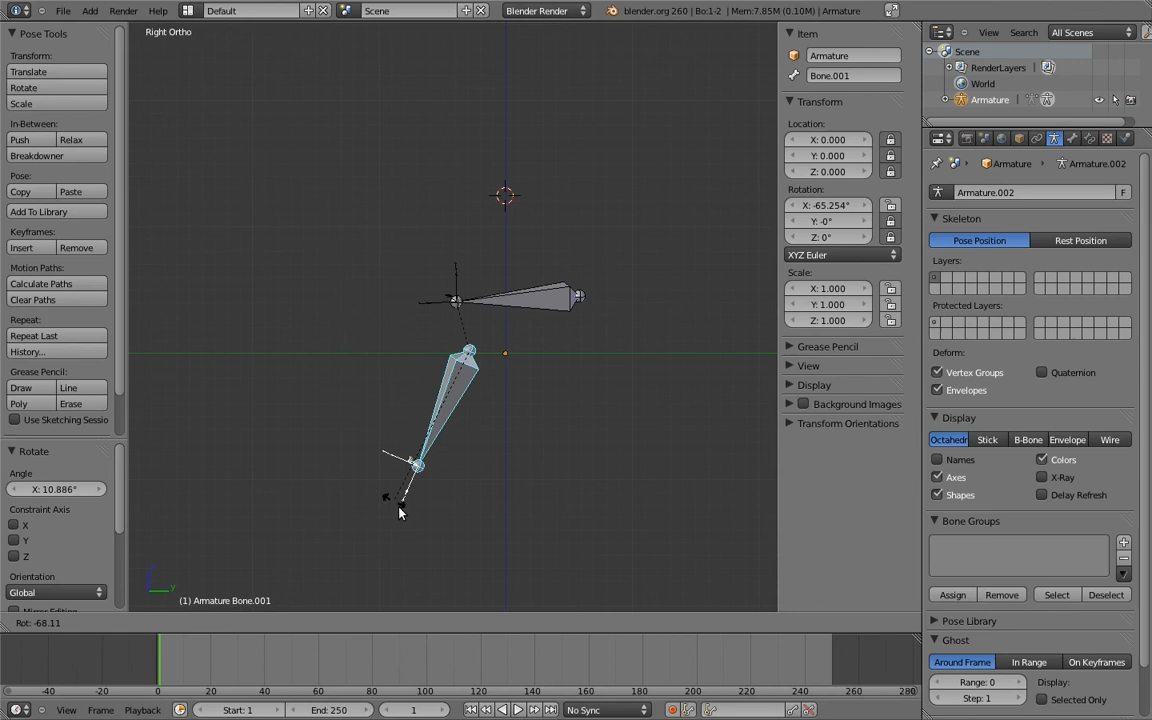 File Add Render Help Default Scene Blender Render blender.org 260 | Bo:1-2 | Mem:7.85M (0.10M) | Armature
View Search All Scenes
Pose Tools
Transform:
Translate
Rotate
Scale
In-Between:
Push Relax
Breakdowner
Pose:
Copy Paste
Add To Library
Keyframes:
Insert Remove
Motion Paths:
Calculate Paths
Clear Paths
Repeat:
Repeat Last
History...
Grease Pencil:
Draw Line
Poly Erase
Use Sketching Sessio
Rotate
Angle
X: 10.886°
Constraint Axis
X
Y
Z
Orientation
Global
Right Ortho
y
(1) Armature Bone.001
Item
Armature
Bone.001
Transform
Location:
X: 0.000
Y: 0.000
Z: 0.000
Rotation:
X: -65.254°
Y: -0°
Z: 0°
XYZ Euler
Scale:
X: 1.000
Y: 1.000
Z: 1.000
Grease Pencil
View
Display
Background Images
Transform Orientations
Scene
RenderLayers |
World
Armature |
Armature Armature.002
Armature.002 F
Skeleton
Pose Position Rest Position
Layers:
Protected Layers:
Deform:
Vertex Groups Quaternion
Envelopes
Display
Octahedr Stick B-Bone Envelope Wire
Names Colors
Axes X-Ray
Shapes Delay Refresh
Bone Groups
Assign Remove Select Deselect
Pose Library
Ghost
Around Frame In Range On Keyframes
Range: 0 Display:
Step: 1 Selected Only
Rot: -68.11
-40 -20 0 20 40 60 80 100 120 140 160 180 200 220 240 260 280
View Frame Playback Start: 1 End: 250 1 No Sync